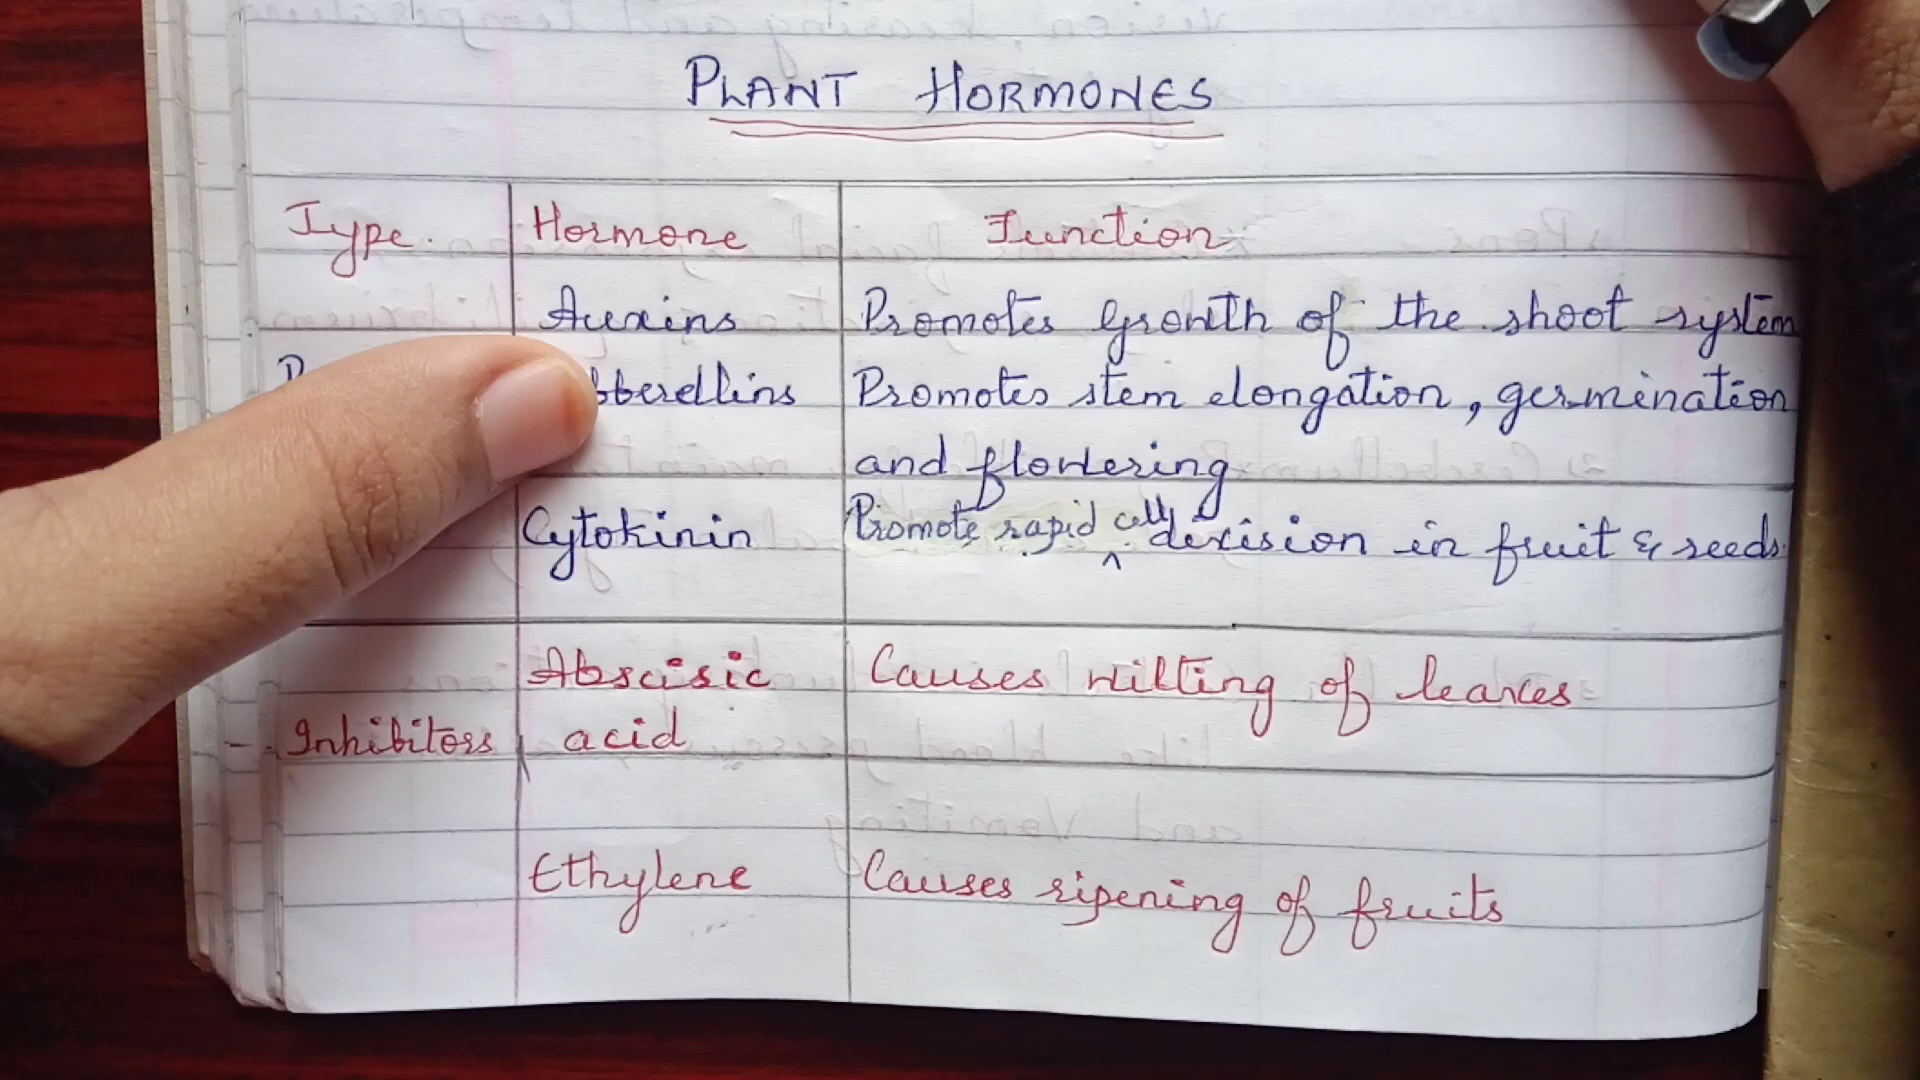 PLANT HORMONES
Type. Hormone Function
Auxins Promotes growth of the shoot system
bberellins Promotes stem elongation, germination
and flowering
Cytokinin Promote rapid cell division in fruit & seeds.
Abscisic Causes wilting of leaves
Inhibitors acid
Ethylene Causes ripening of fruits